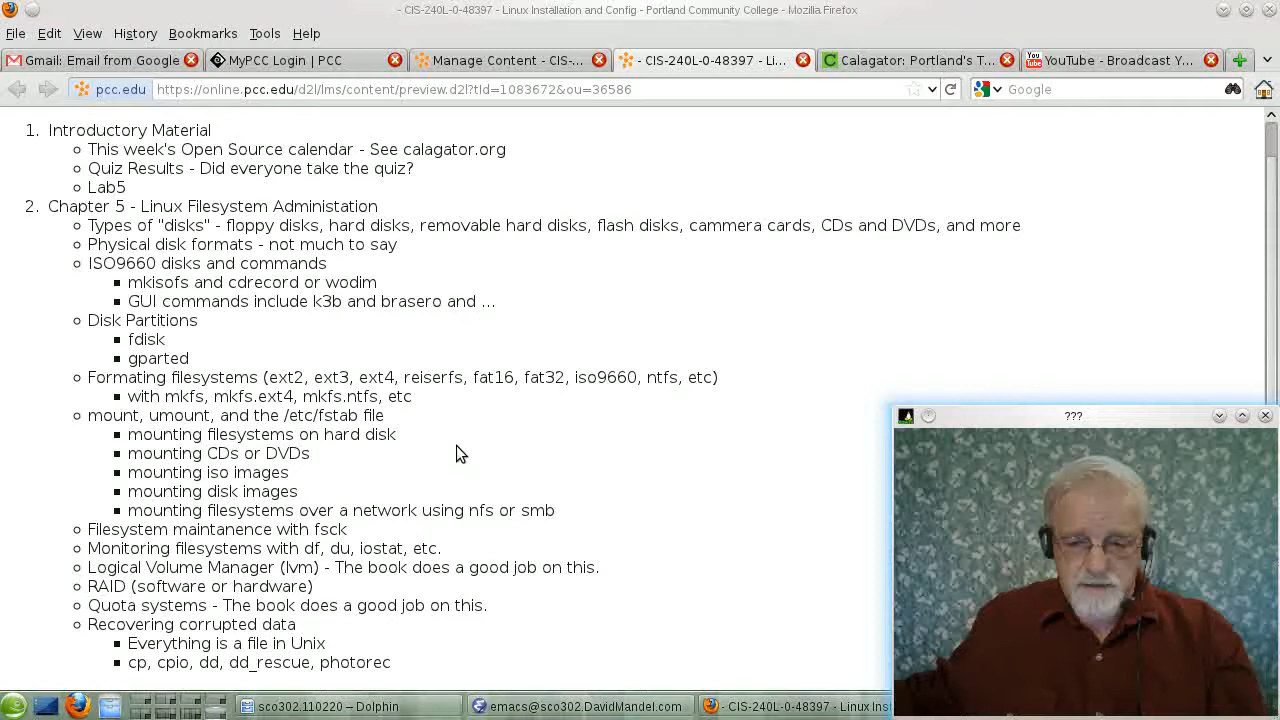 - CIS-240L-0-48397 - Linux Installation and Config - Portland Community College - Mozilla Firefox
File Edit View History Bookmarks Tools Help
Gmail: Email from Google
MyPCC Login | PCC
Manage Content - CIS-...
- CIS-240L-0-48397 - Li...
Calagator: Portland's T...
YouTube - Broadcast Y...
pcc.edu https://online.pcc.edu/d2l/lms/content/preview.d2l?tId=1083672&ou=36586
Google
1. Introductory Material
This week's Open Source calendar - See calagator.org
Quiz Results - Did everyone take the quiz?
Lab5
2. Chapter 5 - Linux Filesystem Administation
Types of "disks" - floppy disks, hard disks, removable hard disks, flash disks, cammera cards, CDs and DVDs, and more
Physical disk formats - not much to say
ISO9660 disks and commands
mkisofs and cdrecord or wodim
GUI commands include k3b and brasero and ...
Disk Partitions
fdisk
gparted
Formating filesystems (ext2, ext3, ext4, reiserfs, fat16, fat32, iso9660, ntfs, etc)
with mkfs, mkfs.ext4, mkfs.ntfs, etc
mount, umount, and the /etc/fstab file
mounting filesystems on hard disk
mounting CDs or DVDs
mounting iso images
mounting disk images
mounting filesystems over a network using nfs or smb
Filesystem maintanence with fsck
Monitoring filesystems with df, du, iostat, etc.
Logical Volume Manager (lvm) - The book does a good job on this.
RAID (software or hardware)
Quota systems - The book does a good job on this.
Recovering corrupted data
Everything is a file in Unix
cp, cpio, dd, dd_rescue, photorec
???
sco302.110220 – Dolphin
emacs@sco302.DavidMandel.com
- CIS-240L-0-48397 - Linux Ins